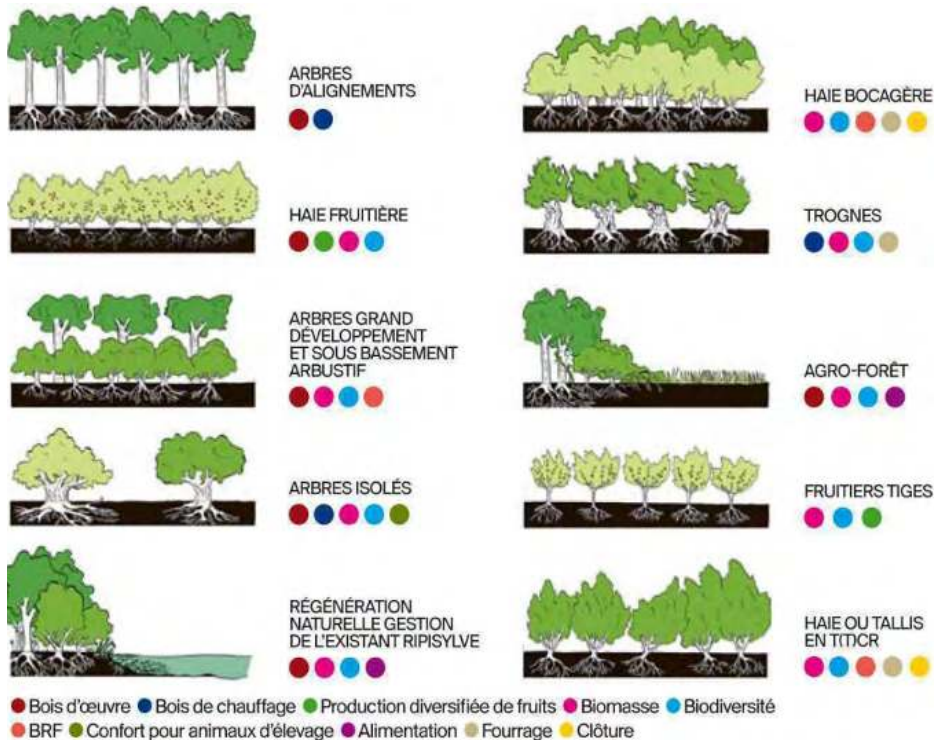 ARBRES
D'ALIGNEMENTS
HAIE BOCAGÈRE
HAIE FRUITIÈRE
TROGNES
ARBRES GRAND
DÉVELOPPEMENT
ET SOUS BASSEMENT
ARBUSTIF
AGRO-FORÊT
ARBRES ISOLÉS
FRUITIERS TIGES
RÉGÉNÉRATION
NATURELLE GESTION
DE L'EXISTANT RIPISYLVE
HAIE OU TALLIS
EN T(T)CR
Bois d'œuvre Bois de chauffage Production diversifiée de fruits Biomasse Biodiversité
BRF Confort pour animaux d'élevage Alimentation Fourrage Clôture